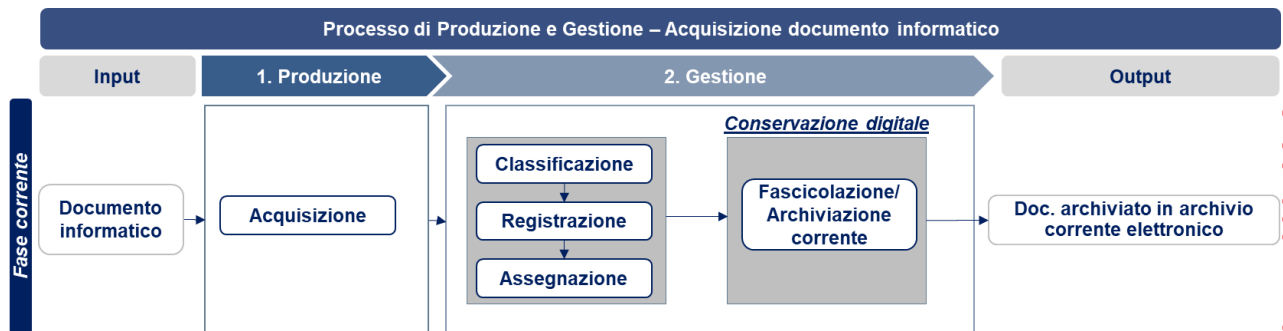 Processo di Produzione e Gestione – Acquisizione documento informatico
Input
1. Produzione
2. Gestione
Output
Fase corrente
Documento
informatico
Acquisizione
Classificazione
Registrazione
Assegnazione
Conservazione digitale
Fascicolazione/
Archiviazione
corrente
Doc. archiviato in archivio
corrente elettronico